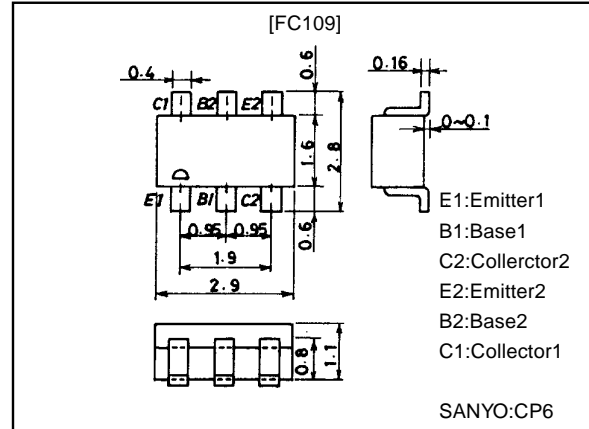 [FC109]
0.4
C1 B2 E2
0.6
1.6
2.8
0.6
E1 B1 C2
0.95 0.95
1.9
2.9
0.16
0~0.1
0.8
1.1
E1:Emitter1
B1:Base1
C2:Collerctor2
E2:Emitter2
B2:Base2
C1:Collector1
SANYO:CP6